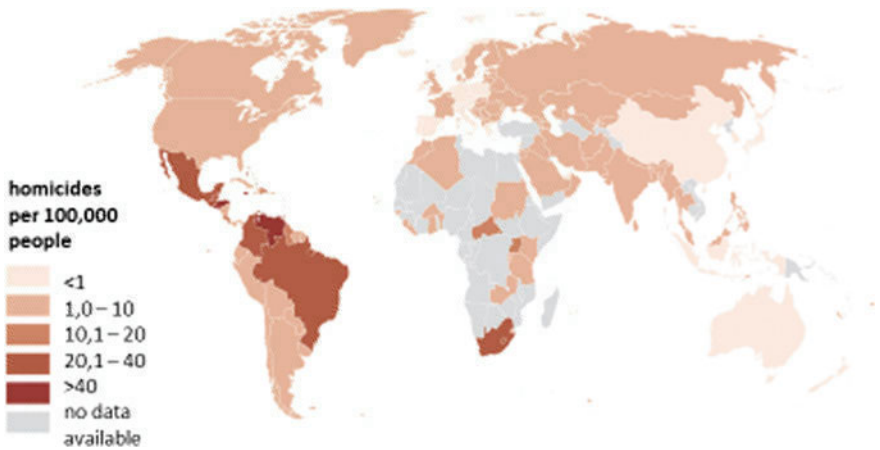 homicides
per 100,000
people
<1
1,0 – 10
10,1 – 20
20,1 – 40
>40
no data
available